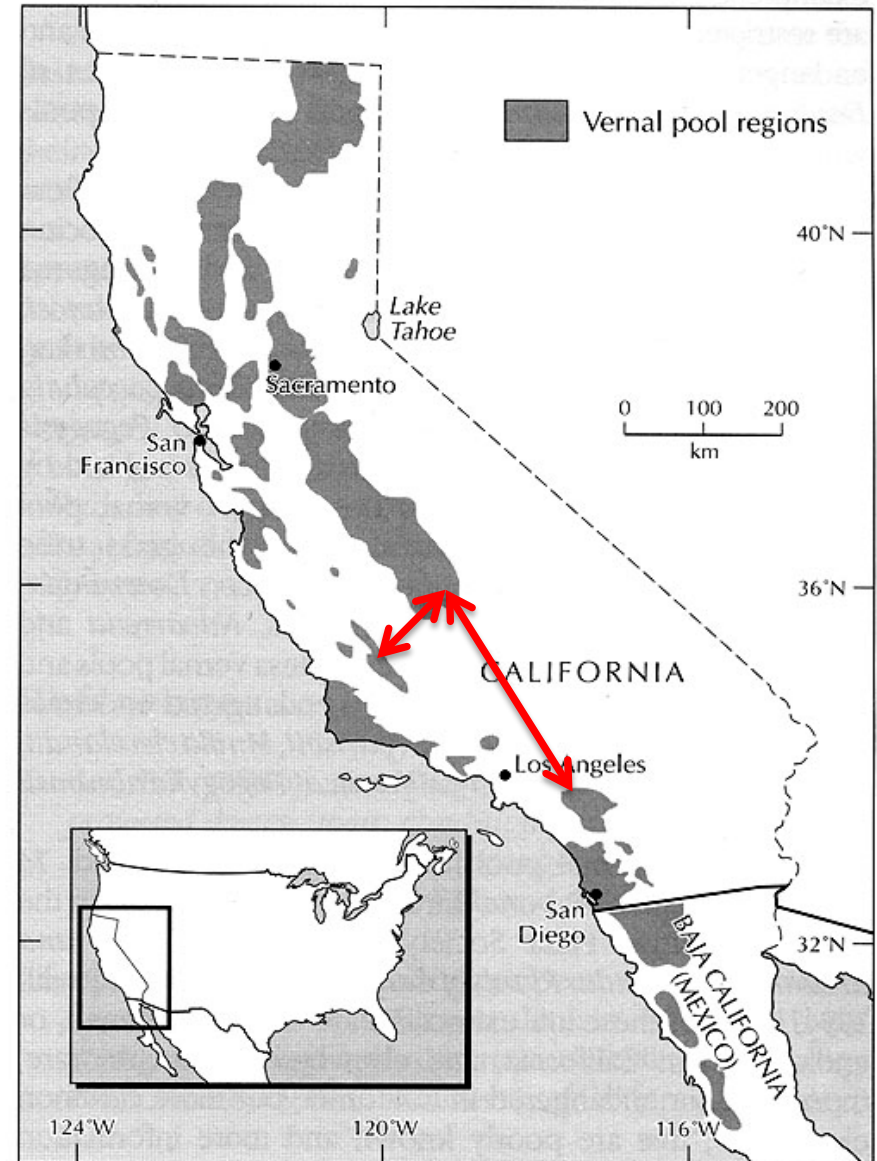 Vernal pool regions
40°N
Lake
Tahoe
Sacramento
0 100 200
km
San
Francisco
36°N
CALIFORNIA
Los Angeles
San
Diego
32°N
BAJA CALIFORNIA
(MEXICO)
124°W 120°W 116°W